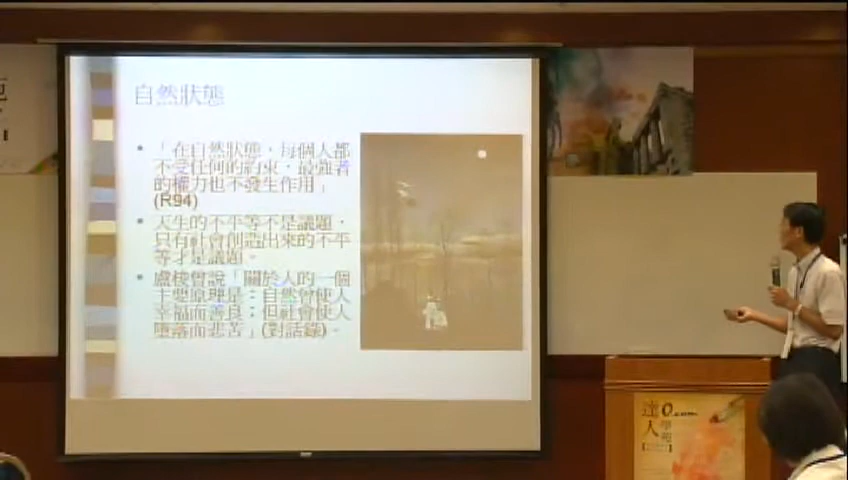 自然狀態
• 「在自然狀態，每個人都
不受任何的約束，最強者
的權力也不發生作用」
(R94)
• 天生的不平等不是議題，
只有社會創造出來的不平
等才是議題。
• 盧梭曾說「關於人的一個
主要原理是：自然曾使人
幸福而善良；但社會使人
墮落而悲苦」(對話錄)。
達人
學苑